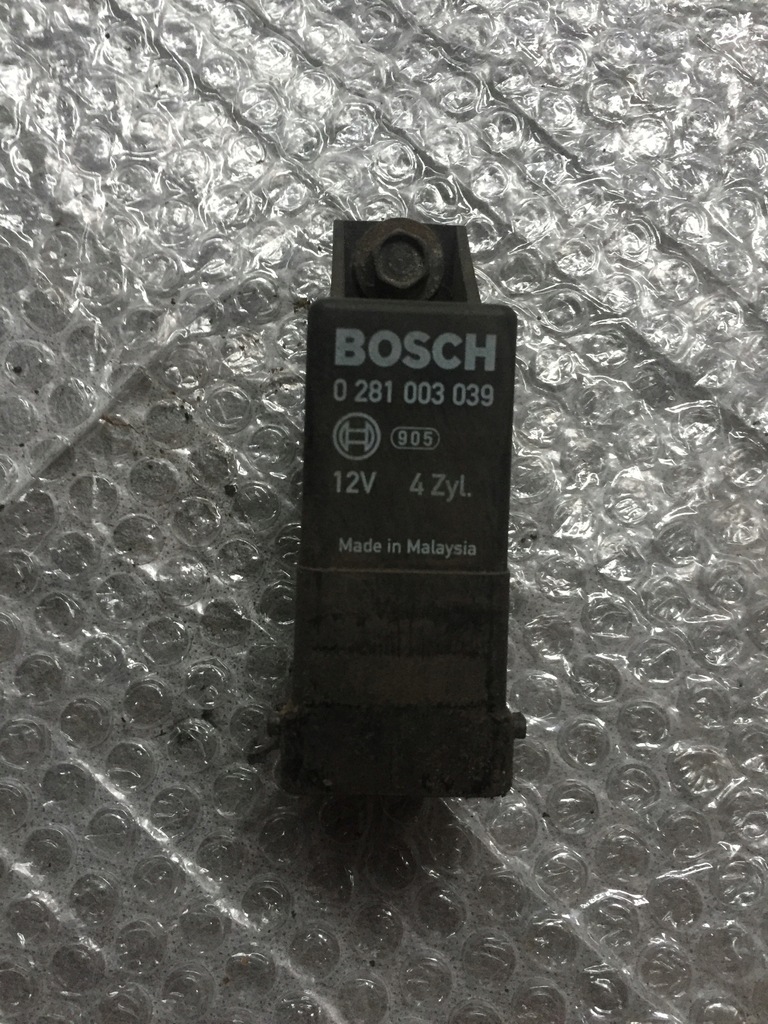 BOSCH
0 281 003 039
905
12V 4 Zyl.
Made in Malaysia